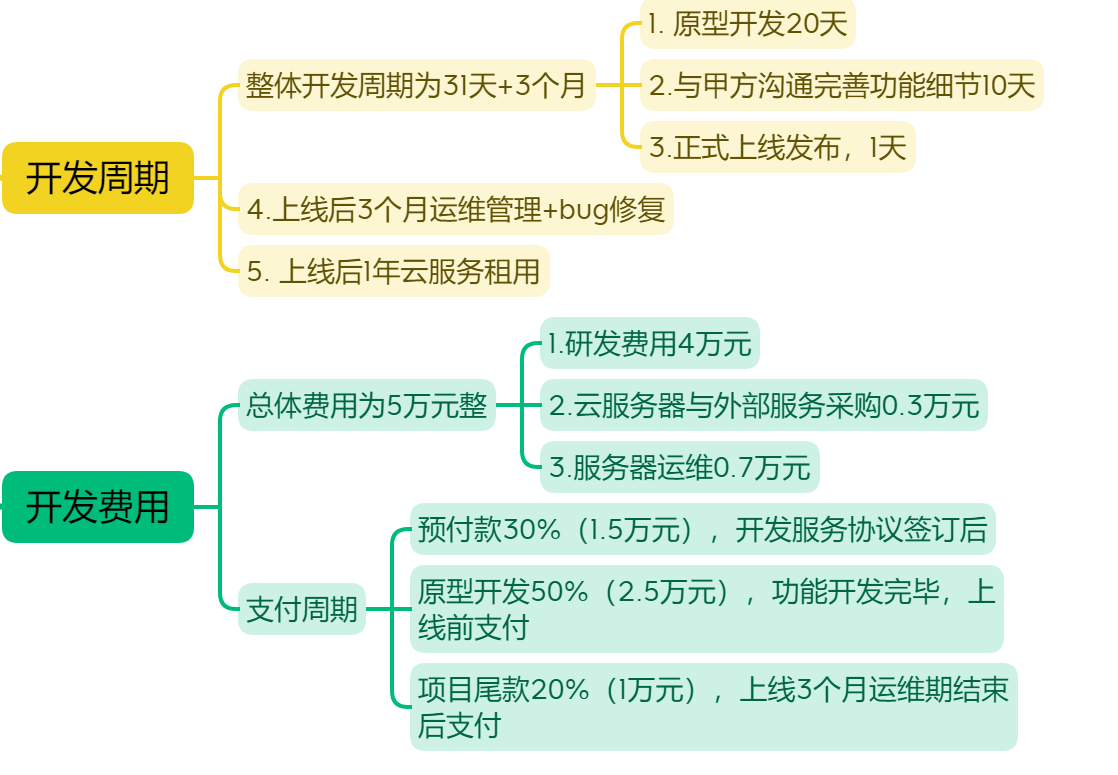 开发周期
整体开发周期为31天+3个月
1. 原型开发20天
2.与甲方沟通完善功能细节10天
3.正式上线发布，1天
4.上线后3个月运维管理+bug修复
5. 上线后1年云服务租用
开发费用
总体费用为5万元整
1.研发费用4万元
2.云服务器与外部服务采购0.3万元
3.服务器运维0.7万元
支付周期
预付款30%（1.5万元），开发服务协议签订后
原型开发50%（2.5万元），功能开发完毕，上
线前支付
项目尾款20%（1万元），上线3个月运维期结束
后支付